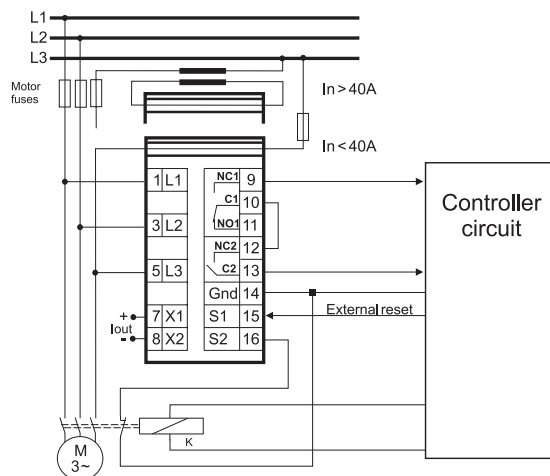 L1
L2
L3
Motor
fuses
In > 40A
In < 40A
1 L1 NC1 9
C1 10
3 L2 NO1 11
NC2 12
5 L3 C2 13
Gnd 14
+ 7 X1 S1 15
Iout
- 8 X2 S2 16
External reset
Controller
circuit
K
M
3~